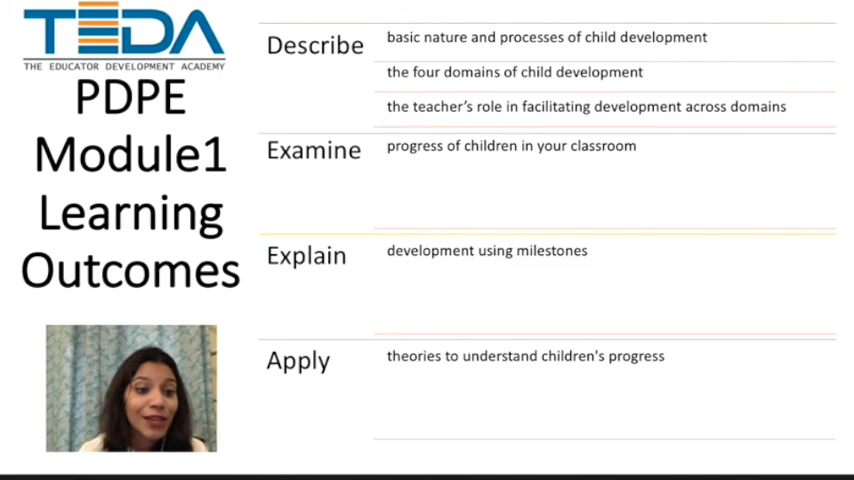 TEDA
THE EDUCATOR DEVELOPMENT ACADEMY
PDPE
Module1
Learning
Outcomes
Describe
basic nature and processes of child development
the four domains of child development
the teacher’s role in facilitating development across domains
Examine
progress of children in your classroom
Explain
development using milestones
Apply
theories to understand children's progress